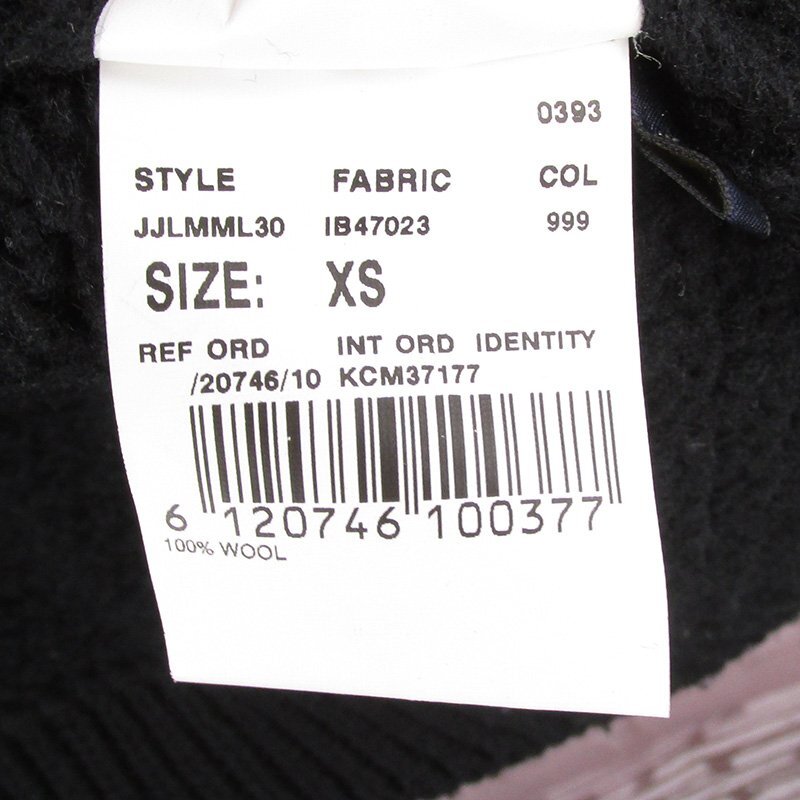 0393
STYLE FABRIC COL
JJLMML30 IB47023 999
SIZE: XS
REF ORD INT ORD IDENTITY
/20746/10 KCM37177
6 120746 100377
100% WOOL